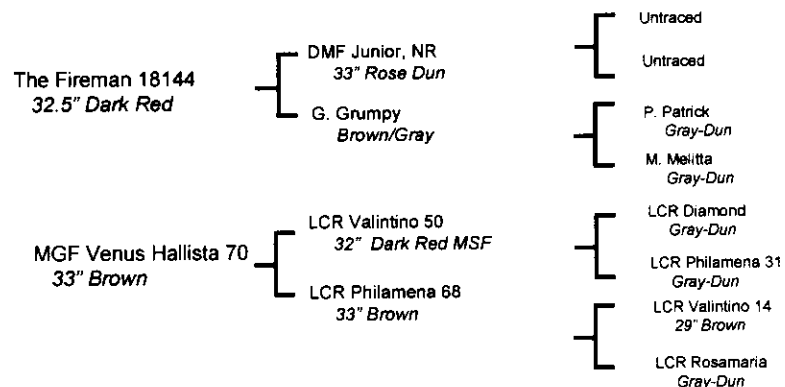 The Fireman 18144
32.5" Dark Red
DMF Junior, NR
33" Rose Dun
G. Grumpy
Brown/Gray
Untraced
Untraced
P. Patrick
Gray-Dun
M. Melitta
Gray-Dun
MGF Venus Hallista 70
33" Brown
LCR Valintino 50
32" Dark Red MSF
LCR Philamena 68
33" Brown
LCR Diamond
Gray-Dun
LCR Philamena 31
Gray-Dun
LCR Valintino 14
29" Brown
LCR Rosamaria
Gray-Dun